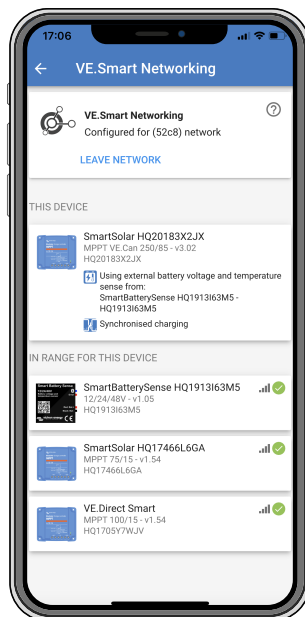 17:06
VE.Smart Networking
VE.Smart Networking
Configured for (52c8) network
LEAVE NETWORK
THIS DEVICE
SmartSolar HQ20183X2JX
MPPT VE.Can 250/85 - v3.02
HQ20183X2JX
Using external battery voltage and temperature
sense from:
SmartBatterySense HQ1913I63M5 -
HQ1913I63M5
Synchronised charging
IN RANGE FOR THIS DEVICE
Smart Battery Sense
SmartBatterySense HQ1913I63M5
12/24/48V - v1.05
HQ1913I63M5
SmartSolar HQ17466L6GA
MPPT 75/15 - v1.54
HQ17466L6GA
VE.Direct Smart
MPPT 100/15 - v1.54
HQ1705Y7WJV